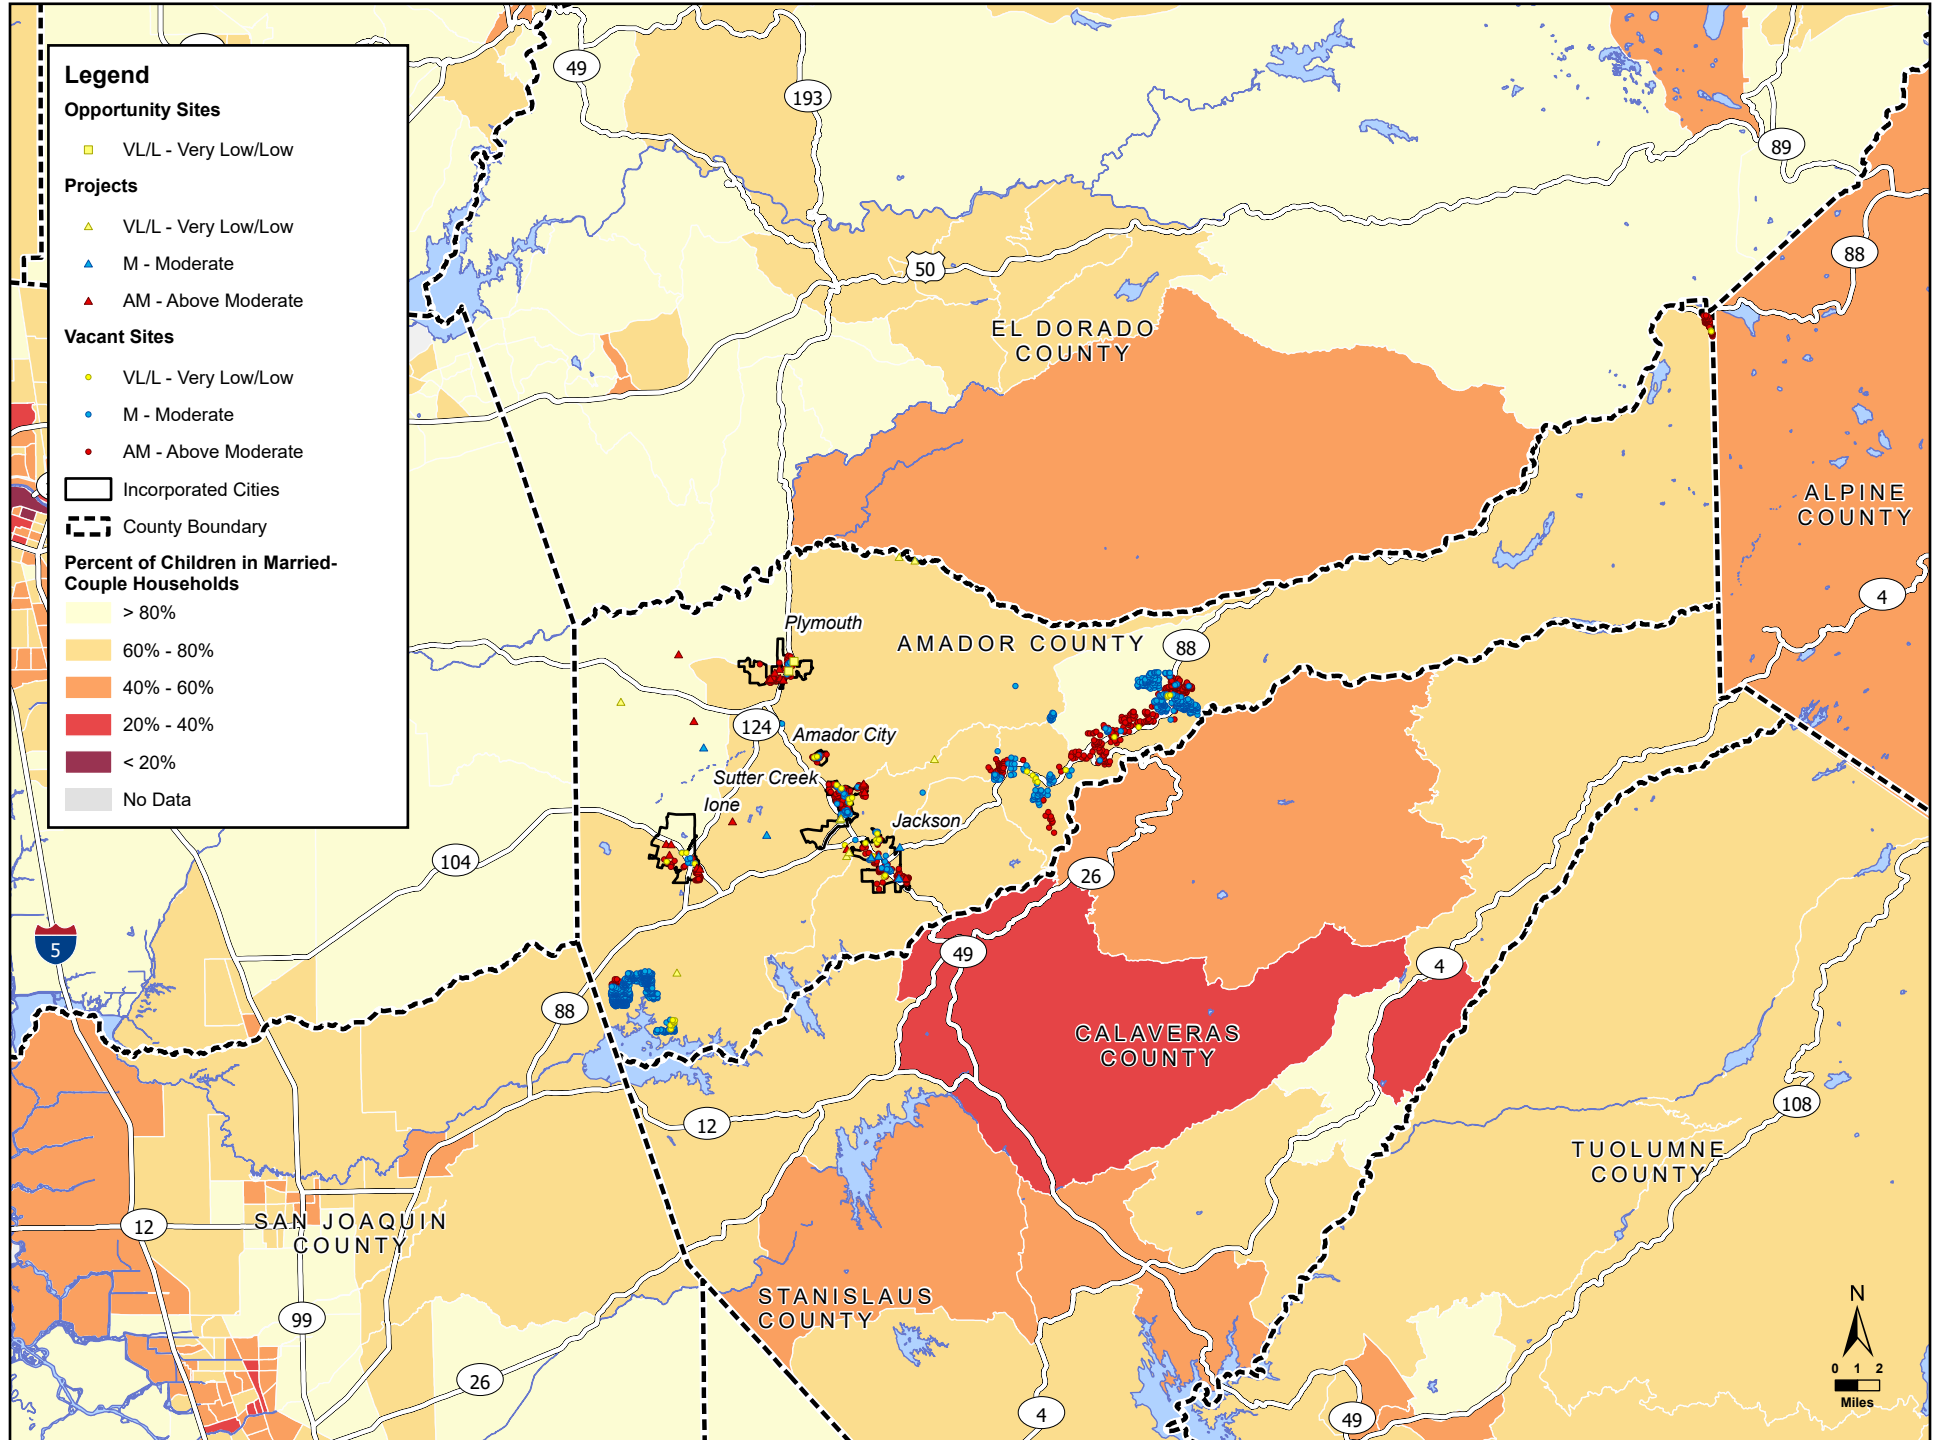 Legend
Opportunity Sites
VL/L - Very Low/Low
Projects
VL/L - Very Low/Low
M - Moderate
AM - Above Moderate
Vacant Sites
VL/L - Very Low/Low
M - Moderate
AM - Above Moderate
Incorporated Cities
County Boundary
Percent of Children in Married-
Couple Households
> 80%
60% - 80%
40% - 60%
20% - 40%
< 20%
No Data
49
193
89
88
50
EL DORADO
COUNTY
ALPINE
COUNTY
4
Plymouth
AMADOR COUNTY
88
124
Amador City
Sutter Creek
Ione
Jackson
104
26
5
49
4
88
CALAVERAS
COUNTY
12
108
TUOLUMNE
COUNTY
12
SAN JOAQUIN
COUNTY
STANISLAUS
COUNTY
99
26
4
49
N
0 1 2
Miles